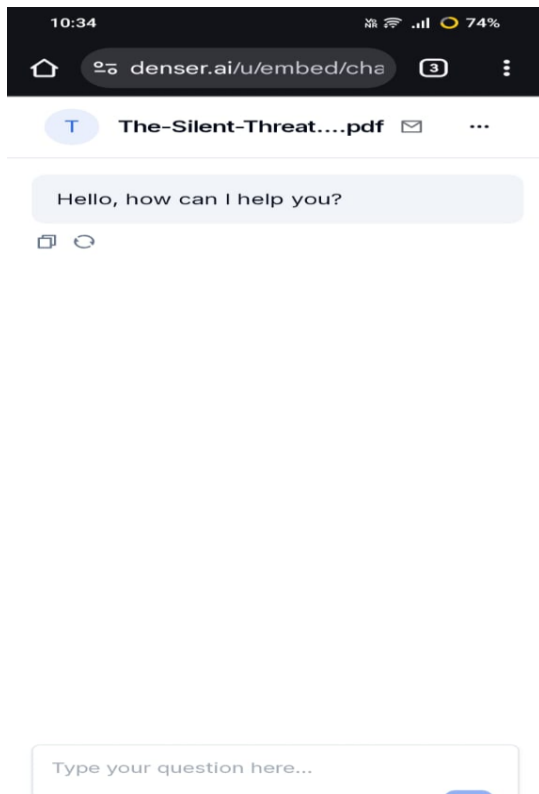 10:34 74%
denser.ai/u/embed/cha 3
T The-Silent-Threat....pdf
Hello, how can I help you?
Type your question here...